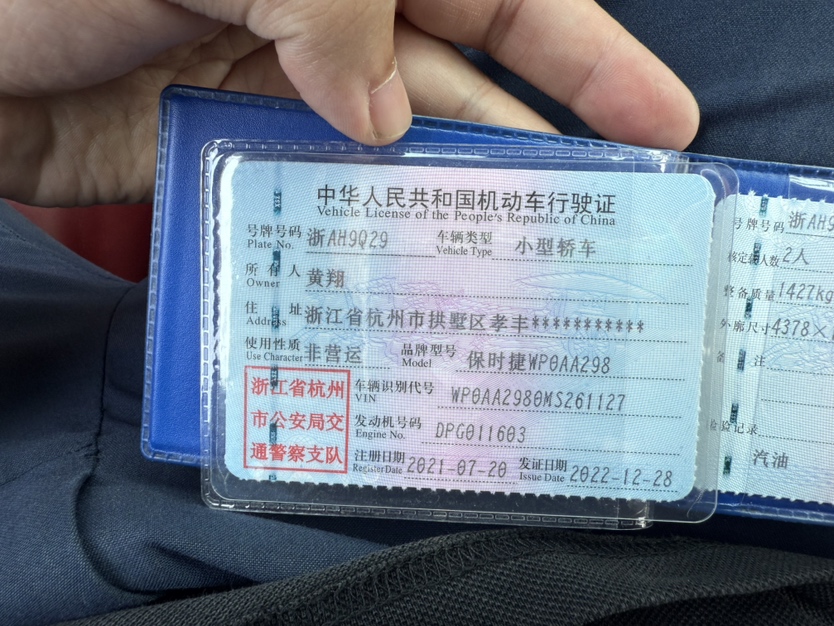 中华人民共和国机动车行驶证
Vehicle License of the People's Republic of China
号牌号码 浙AH9Q29 车辆类型 小型轿车
Plate No. Vehicle Type
所有人 黄翔
Owner
住址 浙江省杭州市拱墅区孝丰***********
Address
使用性质 非营运 品牌型号 保时捷WP0AA298
Use Character Model
浙江省杭州
市公安局交
通警察支队
车辆识别代号 WP0AA2980MS261127
VIN
发动机号码 DPG011603
Engine No.
注册日期 2021-07-20 发证日期 2022-12-28
Register Date Issue Date
号牌号码 浙AH9
核定载人数 2人
整备质量 1427kg
外廓尺寸 4378×
备注
检验记录
汽油